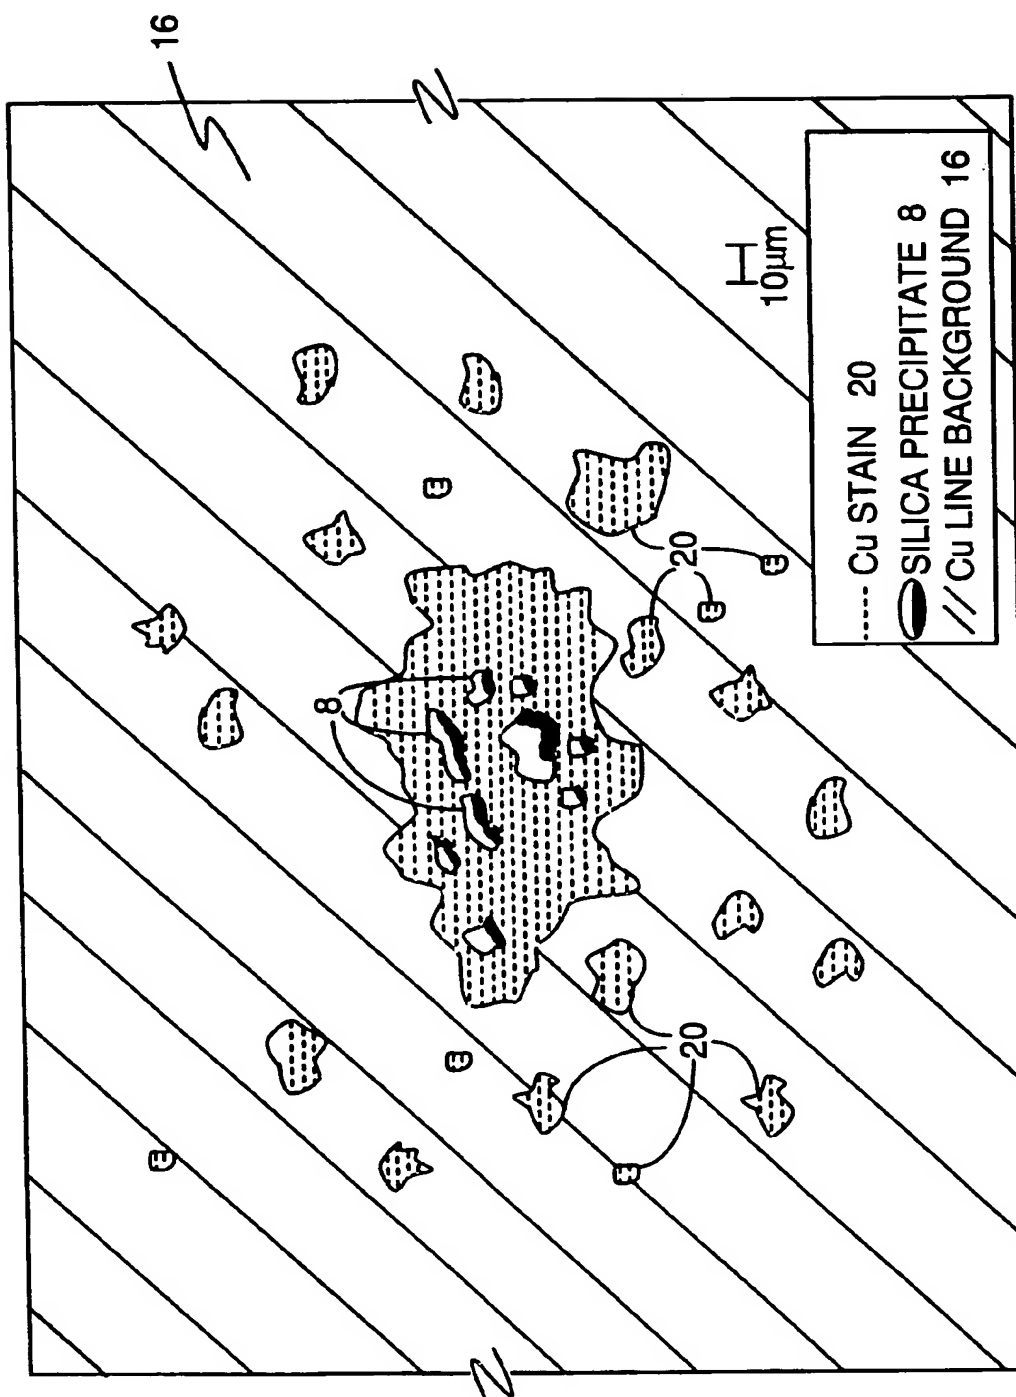 16
8
20
20
10µm
Cu STAIN 20
SILICA PRECIPITATE 8
Cu LINE BACKGROUND 16